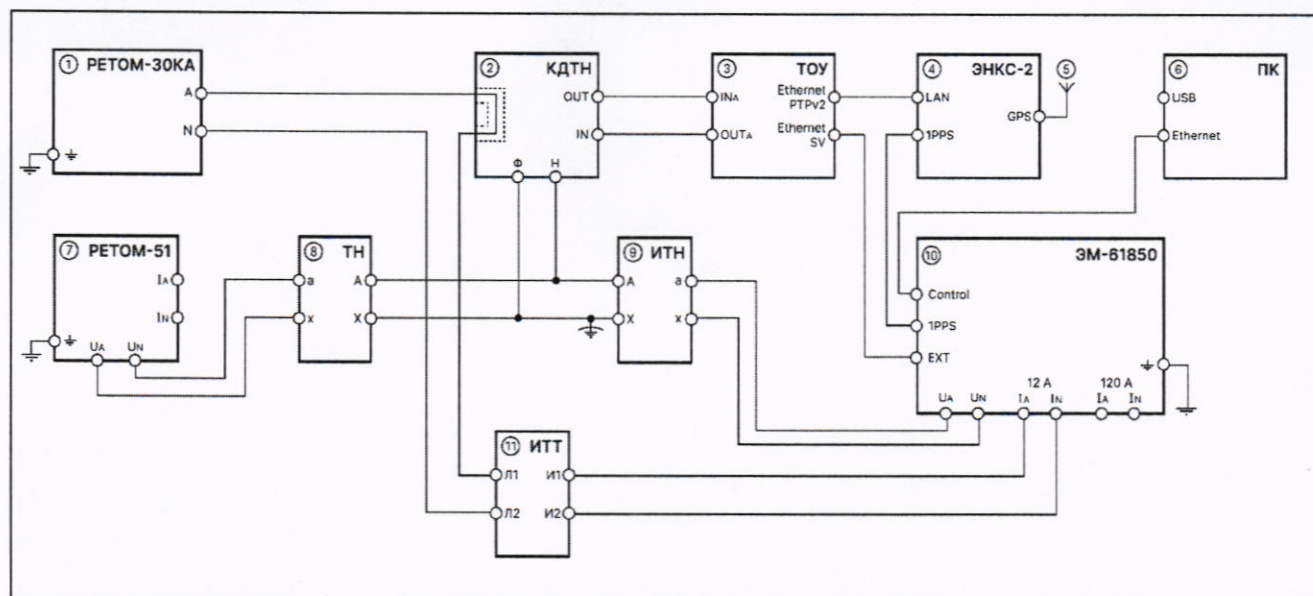 ① РЕТОМ-30КА
A
N
② КДТН
OUT
IN
Ф
Н
③ ТОУ
INA
OUTA
Ethernet
PTPv2
Ethernet
SV
④ ЭНКС-2
LAN
1PPS
GPS
⑤
⑥ ПК
USB
Ethernet
⑦ РЕТОМ-51
IA
IN
UA
UN
⑧ ТН
a
x
A
X
⑨ ИТН
A
X
a
x
⑩ ЭМ-61850
Control
1PPS
EXT
12 А
120 А
UA
UN
IA
IN
IA
IN
⑪ ИТТ
Л1
Л2
И1
И2